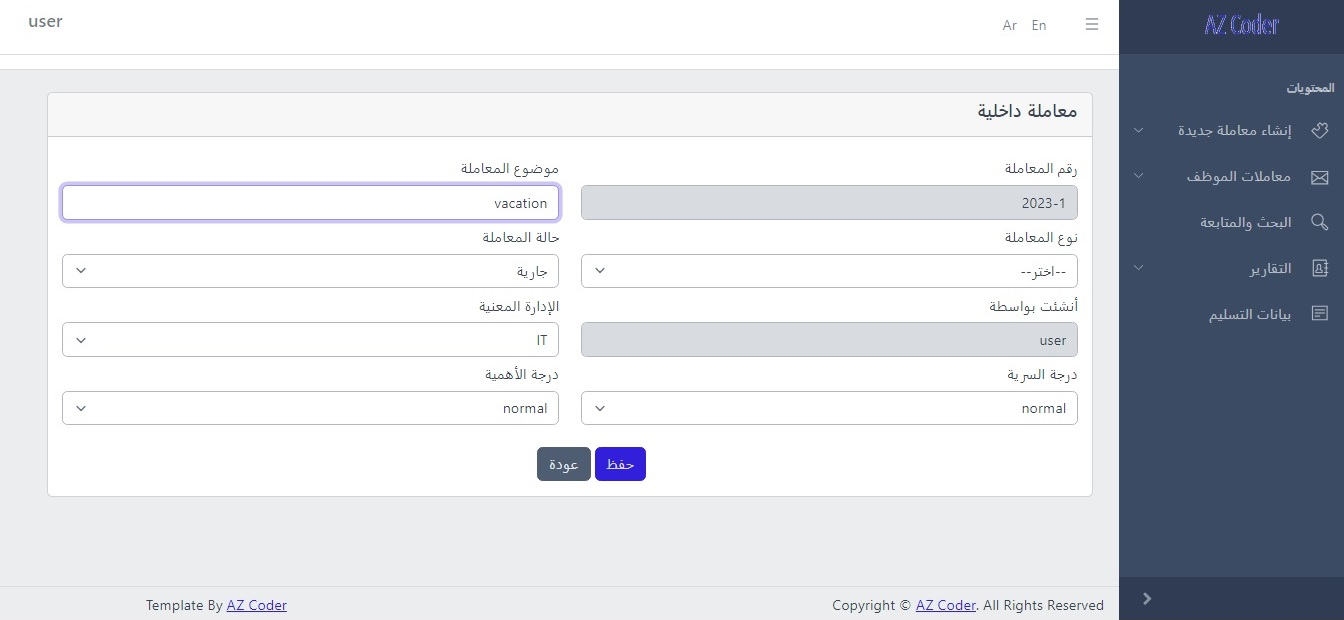 AZ Coder
المحتويات
إنشاء معاملة جديدة
معاملات الموظف
البحث والمتابعة
التقارير
بيانات التسليم
Ar En
user
معاملة داخلية
رقم المعاملة
2023-1
موضوع المعاملة
vacation
نوع المعاملة
--اختر--
حالة المعاملة
جارية
أنشئت بواسطة
user
الإدارة المعنية
IT
درجة السرية
normal
درجة الأهمية
normal
حفظ
عودة
Copyright © AZ Coder. All Rights Reserved
Template By AZ Coder